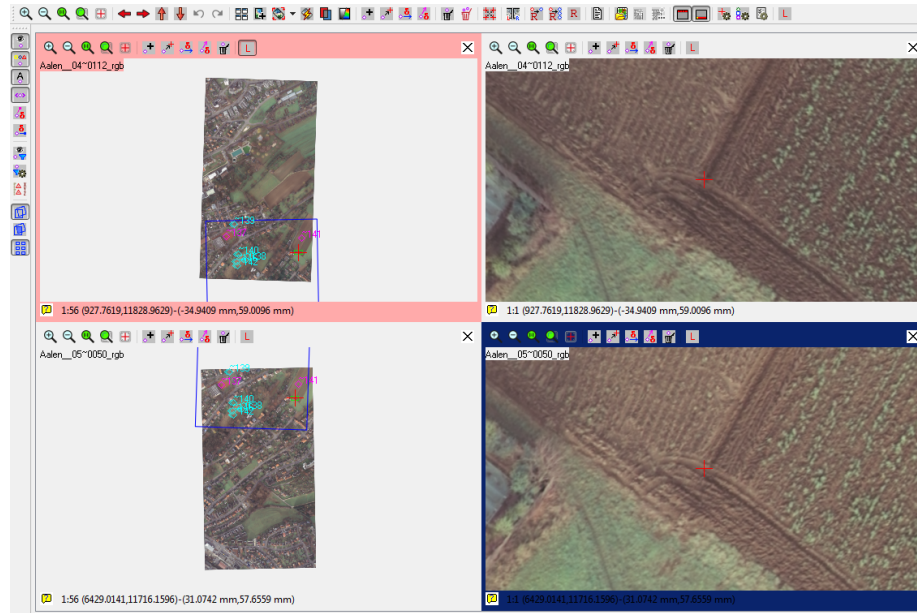 Aalen__04~0112_rgb
1:56 (927.7619,11828.9629)-(-34.9409 mm,59.0096 mm)
Aalen__04~0112_rgb
1:1 (927.7619,11828.9629)-(-34.9409 mm,59.0096 mm)
Aalen__05~0050_rgb
1:56 (6429.0141,11716.1596)-(31.0742 mm,57.6559 mm)
Aalen__05~0050_rgb
1:1 (6429.0141,11716.1596)-(31.0742 mm,57.6559 mm)